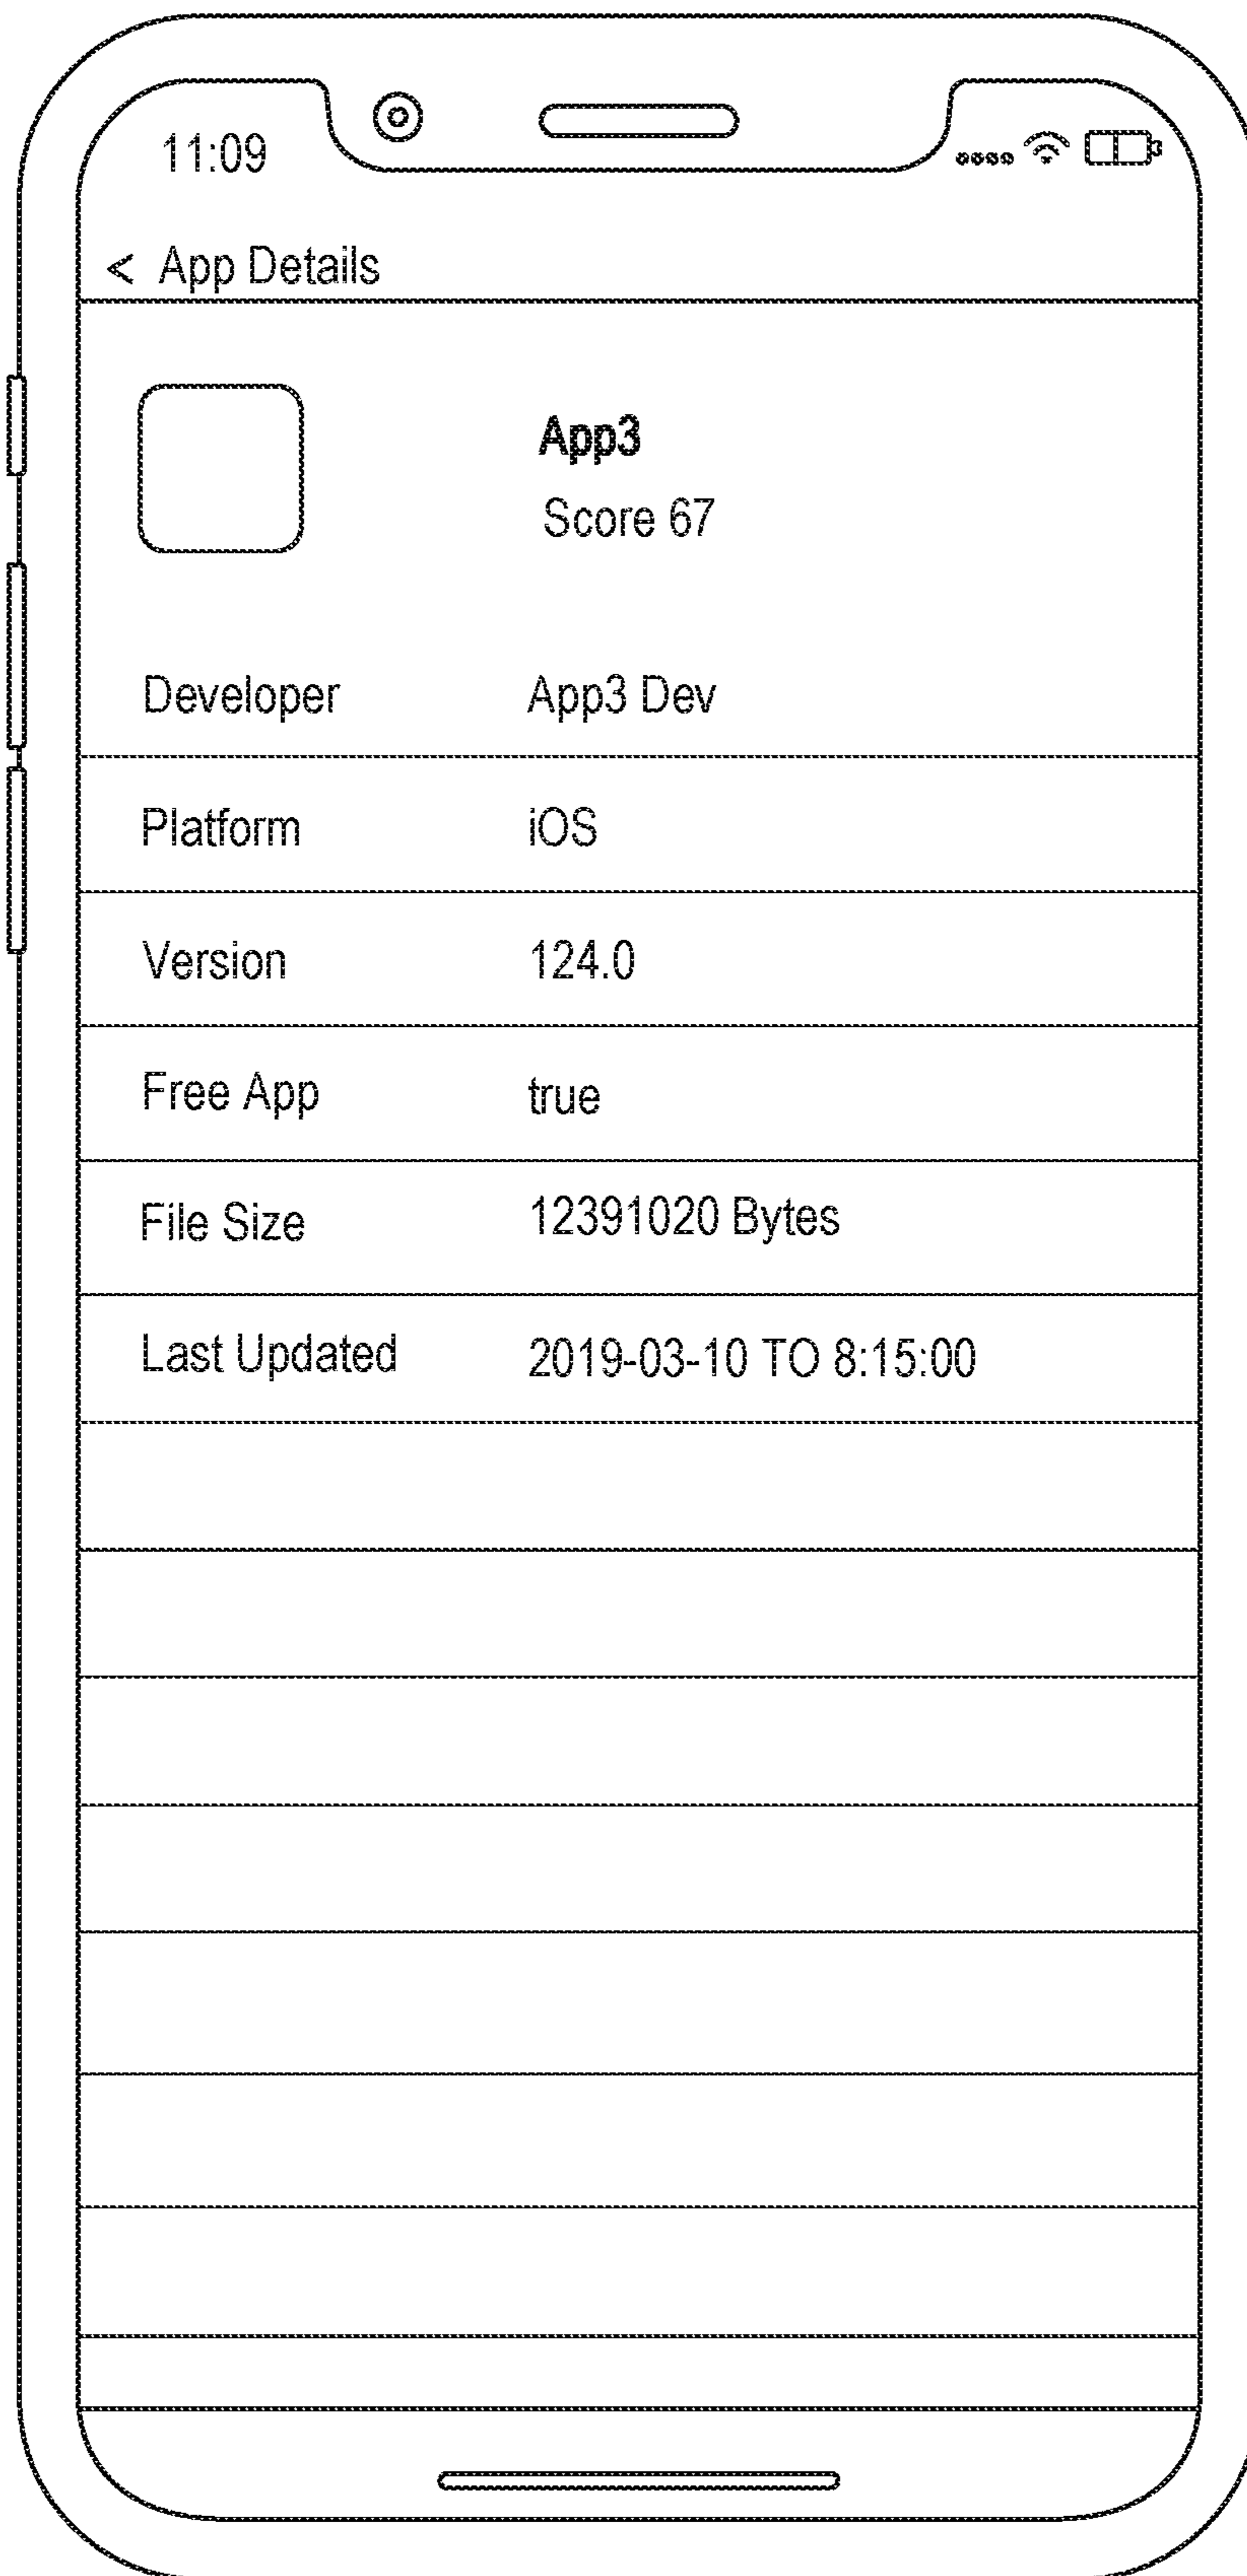 11:09
< App Details
App3
Score 67
Developer App3 Dev
Platform iOS
Version 124.0
Free App true
File Size 12391020 Bytes
Last Updated 2019-03-10 TO 8:15:00